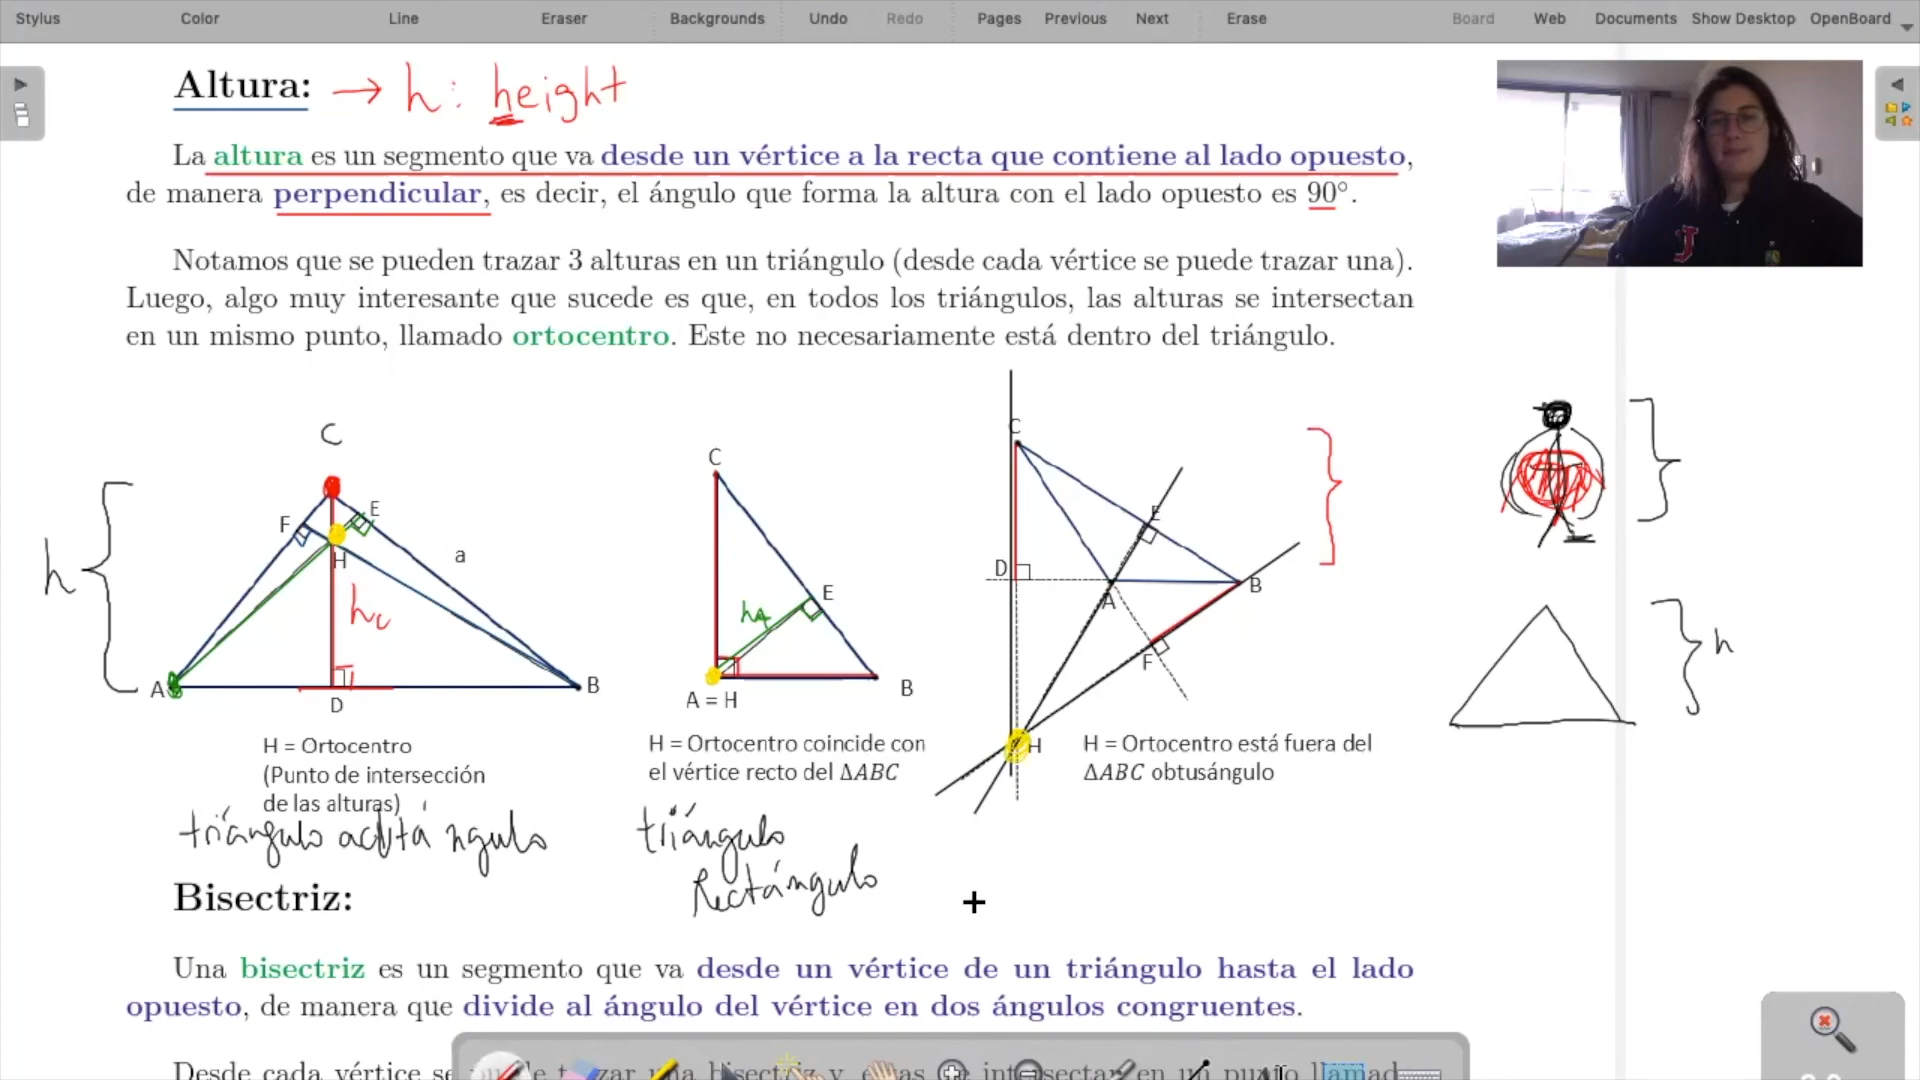 Stylus Color Line Eraser Backgrounds Undo Redo Pages Previous Next Erase Board Web Documents Show Desktop OpenBoard
Altura: → h: height
La altura es un segmento que va desde un vértice a la recta que contiene al lado opuesto,
de manera perpendicular, es decir, el ángulo que forma la altura con el lado opuesto es 90°.
Notamos que se pueden trazar 3 alturas en un triángulo (desde cada vértice se puede trazar una).
Luego, algo muy interesante que sucede es que, en todos los triángulos, las alturas se intersectan
en un mismo punto, llamado ortocentro. Este no necesariamente está dentro del triángulo.
C
F
E
H
a
h
hc
A
B
D
C
E
hA
A = H
B
C
E
D
A
B
F
H
h
H = Ortocentro
(Punto de intersección
de las alturas)
H = Ortocentro coincide con
el vértice recto del ΔABC
H = Ortocentro está fuera del
ΔABC obtusángulo
triángulo acutángulo
triángulo
Rectángulo
Bisectriz:
Una bisectriz es un segmento que va desde un vértice de un triángulo hasta el lado
opuesto, de manera que divide al ángulo del vértice en dos ángulos congruentes.
Desde cada vértice se